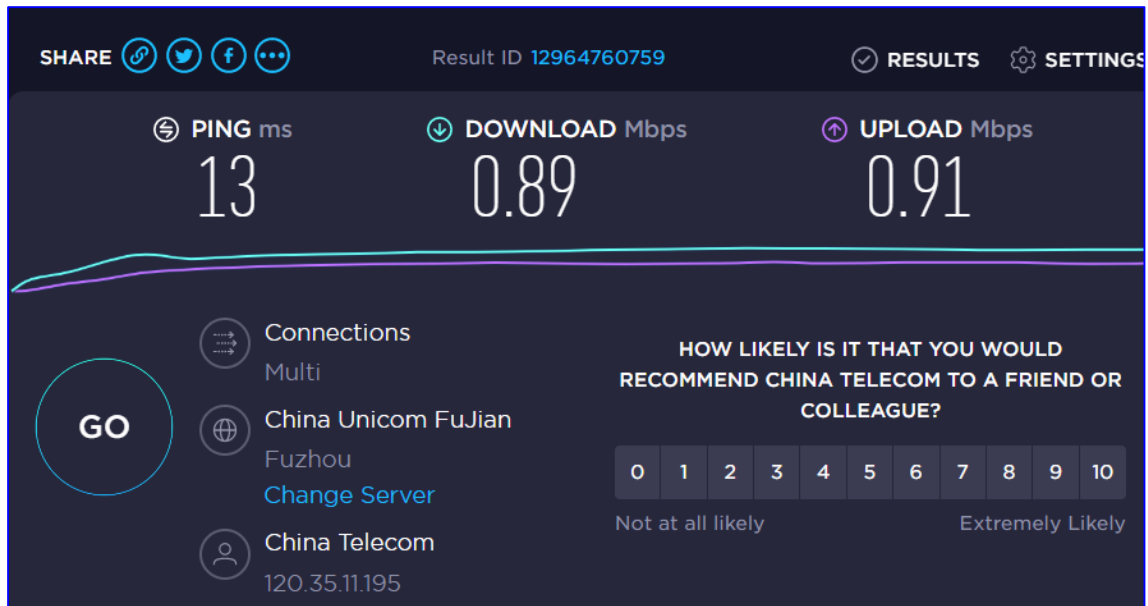 SHARE
Result ID 12964760759
RESULTS
SETTINGS
PING ms
DOWNLOAD Mbps
UPLOAD Mbps
13
0.89
0.91
GO
Connections
Multi
China Unicom FuJian
Fuzhou
Change Server
China Telecom
120.35.11.195
HOW LIKELY IS IT THAT YOU WOULD
RECOMMEND CHINA TELECOM TO A FRIEND OR
COLLEAGUE?
0 1 2 3 4 5 6 7 8 9 10
Not at all likely
Extremely Likely